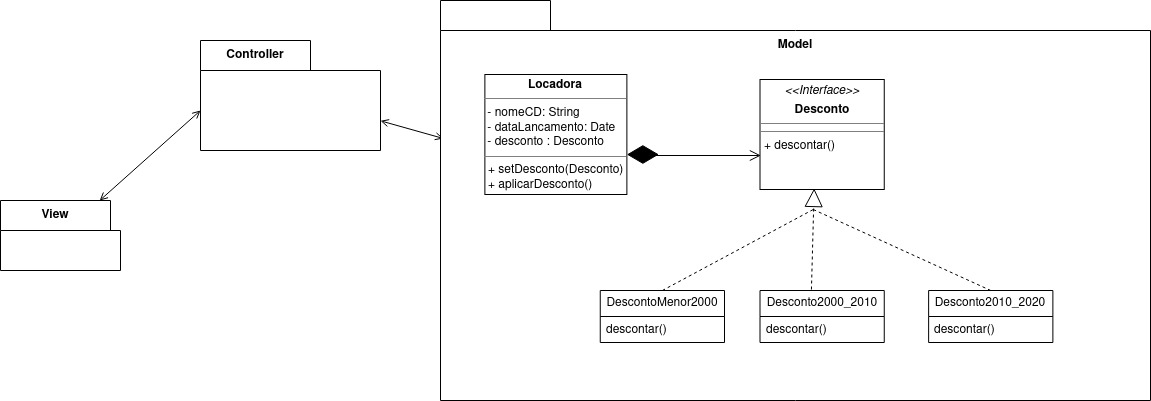 Controller
View
Model
Locadora
- nomeCD: String
- dataLancamento: Date
- desconto : Desconto
+ setDesconto(Desconto)
+ aplicarDesconto()
<<Interface>>
Desconto
+ descontar()
DescontoMenor2000
descontar()
Desconto2000_2010
descontar()
Desconto2010_2020
descontar()